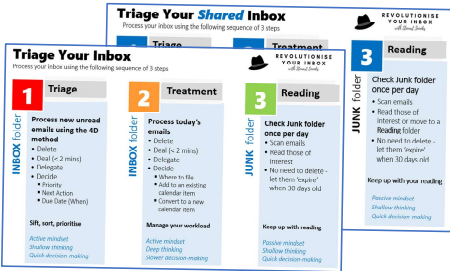 Triage Your Shared Inbox
Process your inbox using the following sequence of 3 steps
REVOLUTIONISE
YOUR INBOX
Triage
Treatment
3
Reading
JUNK folder
Check Junk folder
once per day
• Scan emails
• Read those of
interest or move to a
Reading folder
• No need to delete -
let them 'expire'
when 30 days old
Keep up with your reading
Passive mindset
Shallow thinking
Quick decision-making
Triage Your Inbox
Process your inbox using the following sequence of 3 steps
REVOLUTIONISE
YOUR INBOX
1
Triage
INBOX folder
Process new unread
emails using the 4D
method
• Delete
• Deal (< 2 mins)
• Delegate
• Decide
• Priority
• Next Action
• Due Date (When)
Sift, sort, prioritise
Active mindset
Shallow thinking
Quick decision-making
2
Treatment
INBOX folder
Process today's
emails
• Delete
• Deal (< 2 mins)
• Delegate
• Decide
• Where to file
• Add to an existing
calendar item
• Convert to a new
calendar item
Manage your workload
Active mindset
Deep thinking
Slower decision-making
3
Reading
JUNK folder
Check Junk folder
once per day
• Scan emails
• Read those of
interest
• No need to delete -
let them 'expire'
when 30 days old
Keep up with your reading
Passive mindset
Shallow thinking
Quick decision-making